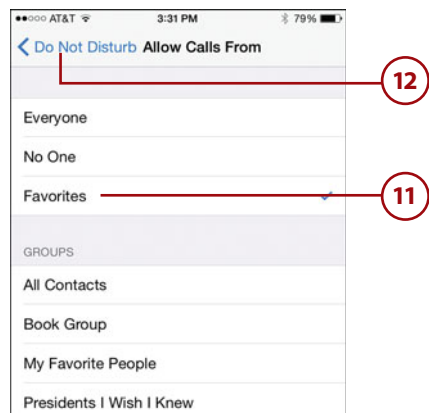 AT&T 3:31 PM 79%
Do Not Disturb Allow Calls From
12
Everyone
No One
Favorites
11
GROUPS
All Contacts
Book Group
My Favorite People
Presidents I Wish I Knew